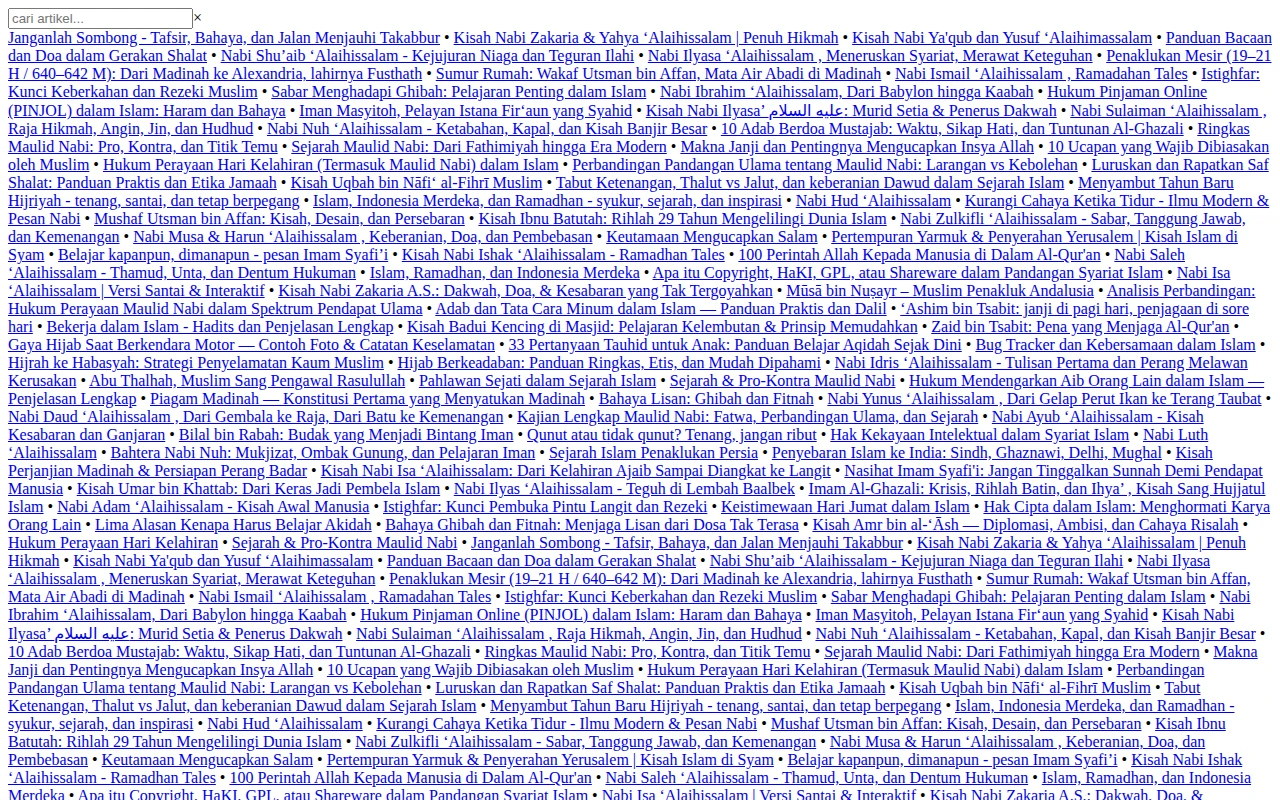 cari artikel... ×
Janganlah Sombong - Tafsir, Bahaya, dan Jalan Menjauhi Takabbur • Kisah Nabi Zakaria & Yahya ‘Alaihissalam | Penuh Hikmah • Kisah Nabi Ya'qub dan Yusuf ‘Alaihimassalam • Panduan Bacaan
dan Doa dalam Gerakan Shalat • Nabi Shu’aib ‘Alaihissalam - Kejujuran Niaga dan Teguran Ilahi • Nabi Ilyasa ‘Alaihissalam , Meneruskan Syariat, Merawat Keteguhan • Penaklukan Mesir (19–21
H / 640–642 M): Dari Madinah ke Alexandria, lahirnya Fusthath • Sumur Rumah: Wakaf Utsman bin Affan, Mata Air Abadi di Madinah • Nabi Ismail ‘Alaihissalam , Ramadahan Tales • Istighfar:
Kunci Keberkahan dan Rezeki Muslim • Sabar Menghadapi Ghibah: Pelajaran Penting dalam Islam • Nabi Ibrahim ‘Alaihissalam, Dari Babylon hingga Kaabah • Hukum Pinjaman Online
(PINJOL) dalam Islam: Haram dan Bahaya • Iman Masyitoh, Pelayan Istana Fir‘aun yang Syahid • Kisah Nabi Ilyasa’ عليه السلام: Murid Setia & Penerus Dakwah • Nabi Sulaiman ‘Alaihissalam ,
Raja Hikmah, Angin, Jin, dan Hudhud • Nabi Nuh ‘Alaihissalam - Ketabahan, Kapal, dan Kisah Banjir Besar • 10 Adab Berdoa Mustajab: Waktu, Sikap Hati, dan Tuntunan Al-Ghazali • Ringkas
Maulid Nabi: Pro, Kontra, dan Titik Temu • Sejarah Maulid Nabi: Dari Fathimiyah hingga Era Modern • Makna Janji dan Pentingnya Mengucapkan Insya Allah • 10 Ucapan yang Wajib Dibiasakan
oleh Muslim • Hukum Perayaan Hari Kelahiran (Termasuk Maulid Nabi) dalam Islam • Perbandingan Pandangan Ulama tentang Maulid Nabi: Larangan vs Kebolehan • Luruskan dan Rapatkan Saf
Shalat: Panduan Praktis dan Etika Jamaah • Kisah Uqbah bin Nāfi‘ al-Fihrī Muslim • Tabut Ketenangan, Thalut vs Jalut, dan keberanian Dawud dalam Sejarah Islam • Menyambut Tahun Baru
Hijriyah - tenang, santai, dan tetap berpegang • Islam, Indonesia Merdeka, dan Ramadhan - syukur, sejarah, dan inspirasi • Nabi Hud ‘Alaihissalam • Kurangi Cahaya Ketika Tidur - Ilmu Modern &
Pesan Nabi • Mushaf Utsman bin Affan: Kisah, Desain, dan Persebaran • Kisah Ibnu Batutah: Rihlah 29 Tahun Mengelilingi Dunia Islam • Nabi Zulkifli ‘Alaihissalam - Sabar, Tanggung Jawab,
dan Kemenangan • Nabi Musa & Harun ‘Alaihissalam , Keberanian, Doa, dan Pembebasan • Keutamaan Mengucapkan Salam • Pertempuran Yarmuk & Penyerahan Yerusalem | Kisah Islam di
Syam • Belajar kapanpun, dimanapun - pesan Imam Syafi’i • Kisah Nabi Ishak ‘Alaihissalam - Ramadhan Tales • 100 Perintah Allah Kepada Manusia di Dalam Al-Qur'an • Nabi Saleh
‘Alaihissalam - Thamud, Unta, dan Dentum Hukuman • Islam, Ramadhan, dan Indonesia Merdeka • Apa itu Copyright, HaKI, GPL, atau Shareware dalam Pandangan Syariat Islam • Nabi Isa
‘Alaihissalam | Versi Santai & Interaktif • Kisah Nabi Zakaria A.S.: Dakwah, Doa, & Kesabaran yang Tak Tergoyahkan • Mūsā bin Nuṣayr – Muslim Penakluk Andalusia • Analisis Perbandingan:
Hukum Perayaan Maulid Nabi dalam Spektrum Pendapat Ulama • Adab dan Tata Cara Minum dalam Islam — Panduan Praktis dan Dalil • ‘Ashim bin Tsabit: janji di pagi hari, penjagaan di sore
hari • Bekerja dalam Islam - Hadits dan Penjelasan Lengkap • Kisah Badui Kencing di Masjid: Pelajaran Kelembutan & Prinsip Memudahkan • Zaid bin Tsabit: Pena yang Menjaga Al-Qur'an •
Gaya Hijab Saat Berkendara Motor — Contoh Foto & Catatan Keselamatan • 33 Pertanyaan Tauhid untuk Anak: Panduan Belajar Aqidah Sejak Dini • Bug Tracker dan Kebersamaan dalam Islam •
Hijrah ke Habasyah: Strategi Penyelamatan Kaum Muslim • Hijab Berkeadaban: Panduan Ringkas, Etis, dan Mudah Dipahami • Nabi Idris ‘Alaihissalam - Tulisan Pertama dan Perang Melawan
Kerusakan • Abu Thalhah, Muslim Sang Pengawal Rasulullah • Pahlawan Sejati dalam Sejarah Islam • Sejarah & Pro-Kontra Maulid Nabi • Hukum Mendengarkan Aib Orang Lain dalam Islam —
Penjelasan Lengkap • Piagam Madinah — Konstitusi Pertama yang Menyatukan Madinah • Bahaya Lisan: Ghibah dan Fitnah • Nabi Yunus ‘Alaihissalam , Dari Gelap Perut Ikan ke Terang Taubat •
Nabi Daud ‘Alaihissalam , Dari Gembala ke Raja, Dari Batu ke Kemenangan • Kajian Lengkap Maulid Nabi: Fatwa, Perbandingan Ulama, dan Sejarah • Nabi Ayub ‘Alaihissalam - Kisah
Kesabaran dan Ganjaran • Bilal bin Rabah: Budak yang Menjadi Bintang Iman • Qunut atau tidak qunut? Tenang, jangan ribut • Hak Kekayaan Intelektual dalam Syariat Islam • Nabi Luth
‘Alaihissalam • Bahtera Nabi Nuh: Mukjizat, Ombak Gunung, dan Pelajaran Iman • Sejarah Islam Penaklukan Persia • Penyebaran Islam ke India: Sindh, Ghaznawi, Delhi, Mughal • Kisah
Perjanjian Madinah & Persiapan Perang Badar • Kisah Nabi Isa ‘Alaihissalam: Dari Kelahiran Ajaib Sampai Diangkat ke Langit • Nasihat Imam Syafi'i: Jangan Tinggalkan Sunnah Demi Pendapat
Manusia • Kisah Umar bin Khattab: Dari Keras Jadi Pembela Islam • Nabi Ilyas ‘Alaihissalam - Teguh di Lembah Baalbek • Imam Al-Ghazali: Krisis, Rihlah Batin, dan Ihya’ , Kisah Sang Hujjatul
Islam • Nabi Adam ‘Alaihissalam - Kisah Awal Manusia • Istighfar: Kunci Pembuka Pintu Langit dan Rezeki • Keistimewaan Hari Jumat dalam Islam • Hak Cipta dalam Islam: Menghormati Karya
Orang Lain • Lima Alasan Kenapa Harus Belajar Akidah • Bahaya Ghibah dan Fitnah: Menjaga Lisan dari Dosa Tak Terasa • Kisah Amr bin al-‘Āsh — Diplomasi, Ambisi, dan Cahaya Risalah •
Hukum Perayaan Hari Kelahiran • Sejarah & Pro-Kontra Maulid Nabi • Janganlah Sombong - Tafsir, Bahaya, dan Jalan Menjauhi Takabbur • Kisah Nabi Zakaria & Yahya ‘Alaihissalam | Penuh
Hikmah • Kisah Nabi Ya'qub dan Yusuf ‘Alaihimassalam • Panduan Bacaan dan Doa dalam Gerakan Shalat • Nabi Shu’aib ‘Alaihissalam - Kejujuran Niaga dan Teguran Ilahi • Nabi Ilyasa
‘Alaihissalam , Meneruskan Syariat, Merawat Keteguhan • Penaklukan Mesir (19–21 H / 640–642 M): Dari Madinah ke Alexandria, lahirnya Fusthath • Sumur Rumah: Wakaf Utsman bin Affan,
Mata Air Abadi di Madinah • Nabi Ismail ‘Alaihissalam , Ramadahan Tales • Istighfar: Kunci Keberkahan dan Rezeki Muslim • Sabar Menghadapi Ghibah: Pelajaran Penting dalam Islam • Nabi
Ibrahim ‘Alaihissalam, Dari Babylon hingga Kaabah • Hukum Pinjaman Online (PINJOL) dalam Islam: Haram dan Bahaya • Iman Masyitoh, Pelayan Istana Fir‘aun yang Syahid • Kisah Nabi
Ilyasa’ عليه السلام: Murid Setia & Penerus Dakwah • Nabi Sulaiman ‘Alaihissalam , Raja Hikmah, Angin, Jin, dan Hudhud • Nabi Nuh ‘Alaihissalam - Ketabahan, Kapal, dan Kisah Banjir Besar •
10 Adab Berdoa Mustajab: Waktu, Sikap Hati, dan Tuntunan Al-Ghazali • Ringkas Maulid Nabi: Pro, Kontra, dan Titik Temu • Sejarah Maulid Nabi: Dari Fathimiyah hingga Era Modern • Makna
Janji dan Pentingnya Mengucapkan Insya Allah • 10 Ucapan yang Wajib Dibiasakan oleh Muslim • Hukum Perayaan Hari Kelahiran (Termasuk Maulid Nabi) dalam Islam • Perbandingan
Pandangan Ulama tentang Maulid Nabi: Larangan vs Kebolehan • Luruskan dan Rapatkan Saf Shalat: Panduan Praktis dan Etika Jamaah • Kisah Uqbah bin Nāfi‘ al-Fihrī Muslim • Tabut
Ketenangan, Thalut vs Jalut, dan keberanian Dawud dalam Sejarah Islam • Menyambut Tahun Baru Hijriyah - tenang, santai, dan tetap berpegang • Islam, Indonesia Merdeka, dan Ramadhan -
syukur, sejarah, dan inspirasi • Nabi Hud ‘Alaihissalam • Kurangi Cahaya Ketika Tidur - Ilmu Modern & Pesan Nabi • Mushaf Utsman bin Affan: Kisah, Desain, dan Persebaran • Kisah Ibnu
Batutah: Rihlah 29 Tahun Mengelilingi Dunia Islam • Nabi Zulkifli ‘Alaihissalam - Sabar, Tanggung Jawab, dan Kemenangan • Nabi Musa & Harun ‘Alaihissalam , Keberanian, Doa, dan
Pembebasan • Keutamaan Mengucapkan Salam • Pertempuran Yarmuk & Penyerahan Yerusalem | Kisah Islam di Syam • Belajar kapanpun, dimanapun - pesan Imam Syafi’i • Kisah Nabi Ishak
‘Alaihissalam - Ramadhan Tales • 100 Perintah Allah Kepada Manusia di Dalam Al-Qur'an • Nabi Saleh ‘Alaihissalam - Thamud, Unta, dan Dentum Hukuman • Islam, Ramadhan, dan Indonesia
Merdeka • Apa itu Copyright, HaKI, GPL, atau Shareware dalam Pandangan Syariat Islam • Nabi Isa ‘Alaihissalam | Versi Santai & Interaktif • Kisah Nabi Zakaria A.S.: Dakwah, Doa, &